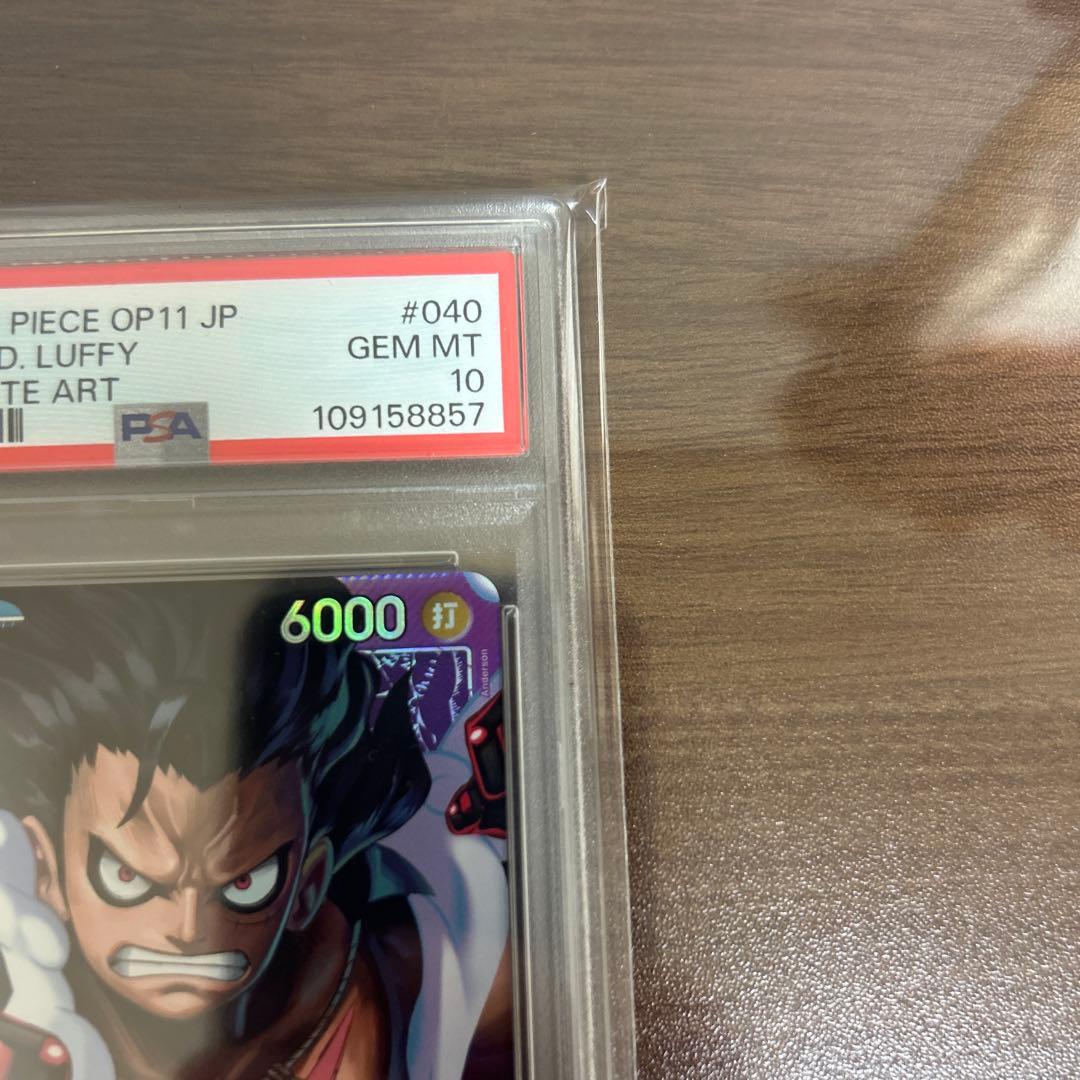 PIECE OP11 JP #040
D. LUFFY GEM MT
TE ART 10
PSA 109158857
6000 打
Anderson